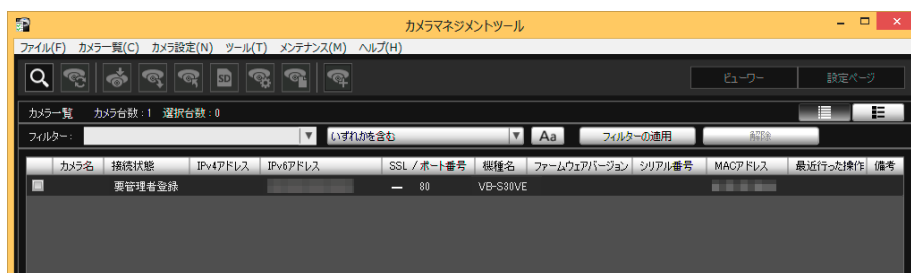 カメラマネジメントツール
ファイル(F) カメラ一覧(C) カメラ設定(N) ツール(T) メンテナンス(M) ヘルプ(H)
SD ビューワー 設定ページ
カメラ一覧 カメラ台数:1 選択台数:0
フィルター: いずれかを含む Aa フィルターの適用 解除
カメラ名 接続状態 IPv4アドレス IPv6アドレス SSL / ポート番号 機種名 ファームウェアバージョン シリアル番号 MACアドレス 最近行った操作 備考
要管理者登録 — 80 VB-S30VE